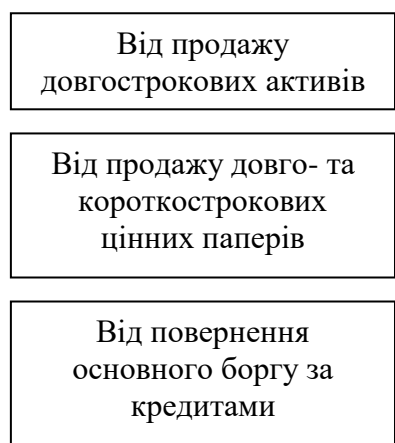 Від продажу
довгострокових активів
Від продажу довго- та
короткострокових
цінних паперів
Від повернення
основного боргу за
кредитами